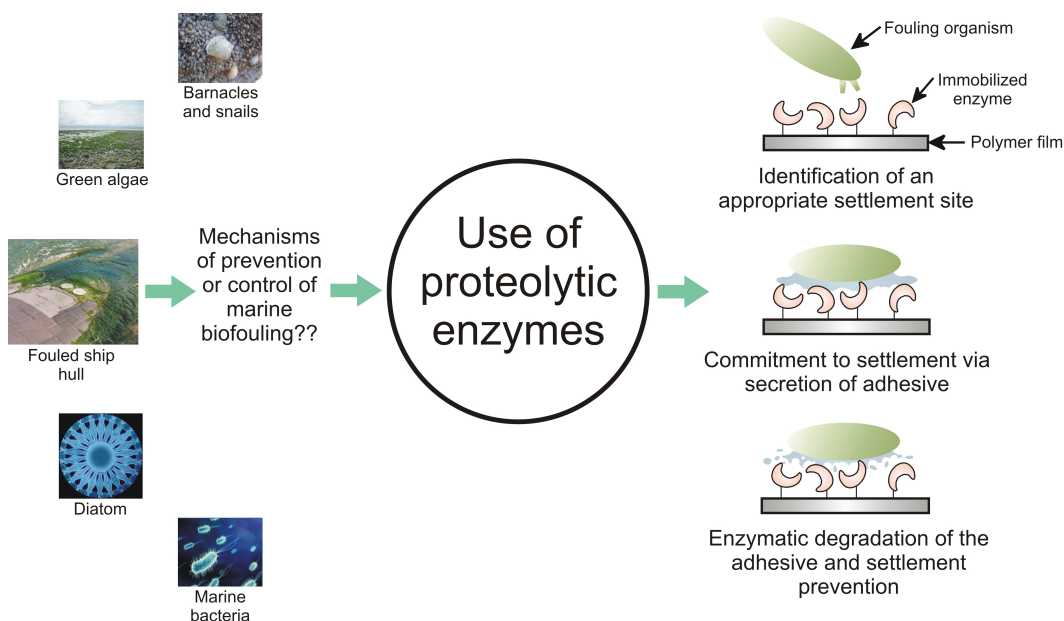 Barnacles
and snails
Green algae
Fouled ship
hull
Diatom
Marine
bacteria
Mechanisms
of prevention
or control of
marine
biofouling??
Use of
proteolytic
enzymes
Fouling organism
Immobilized
enzyme
Polymer film
Identification of an
appropriate settlement site
Commitment to settlement via
secretion of adhesive
Enzymatic degradation of the
adhesive and settlement
prevention